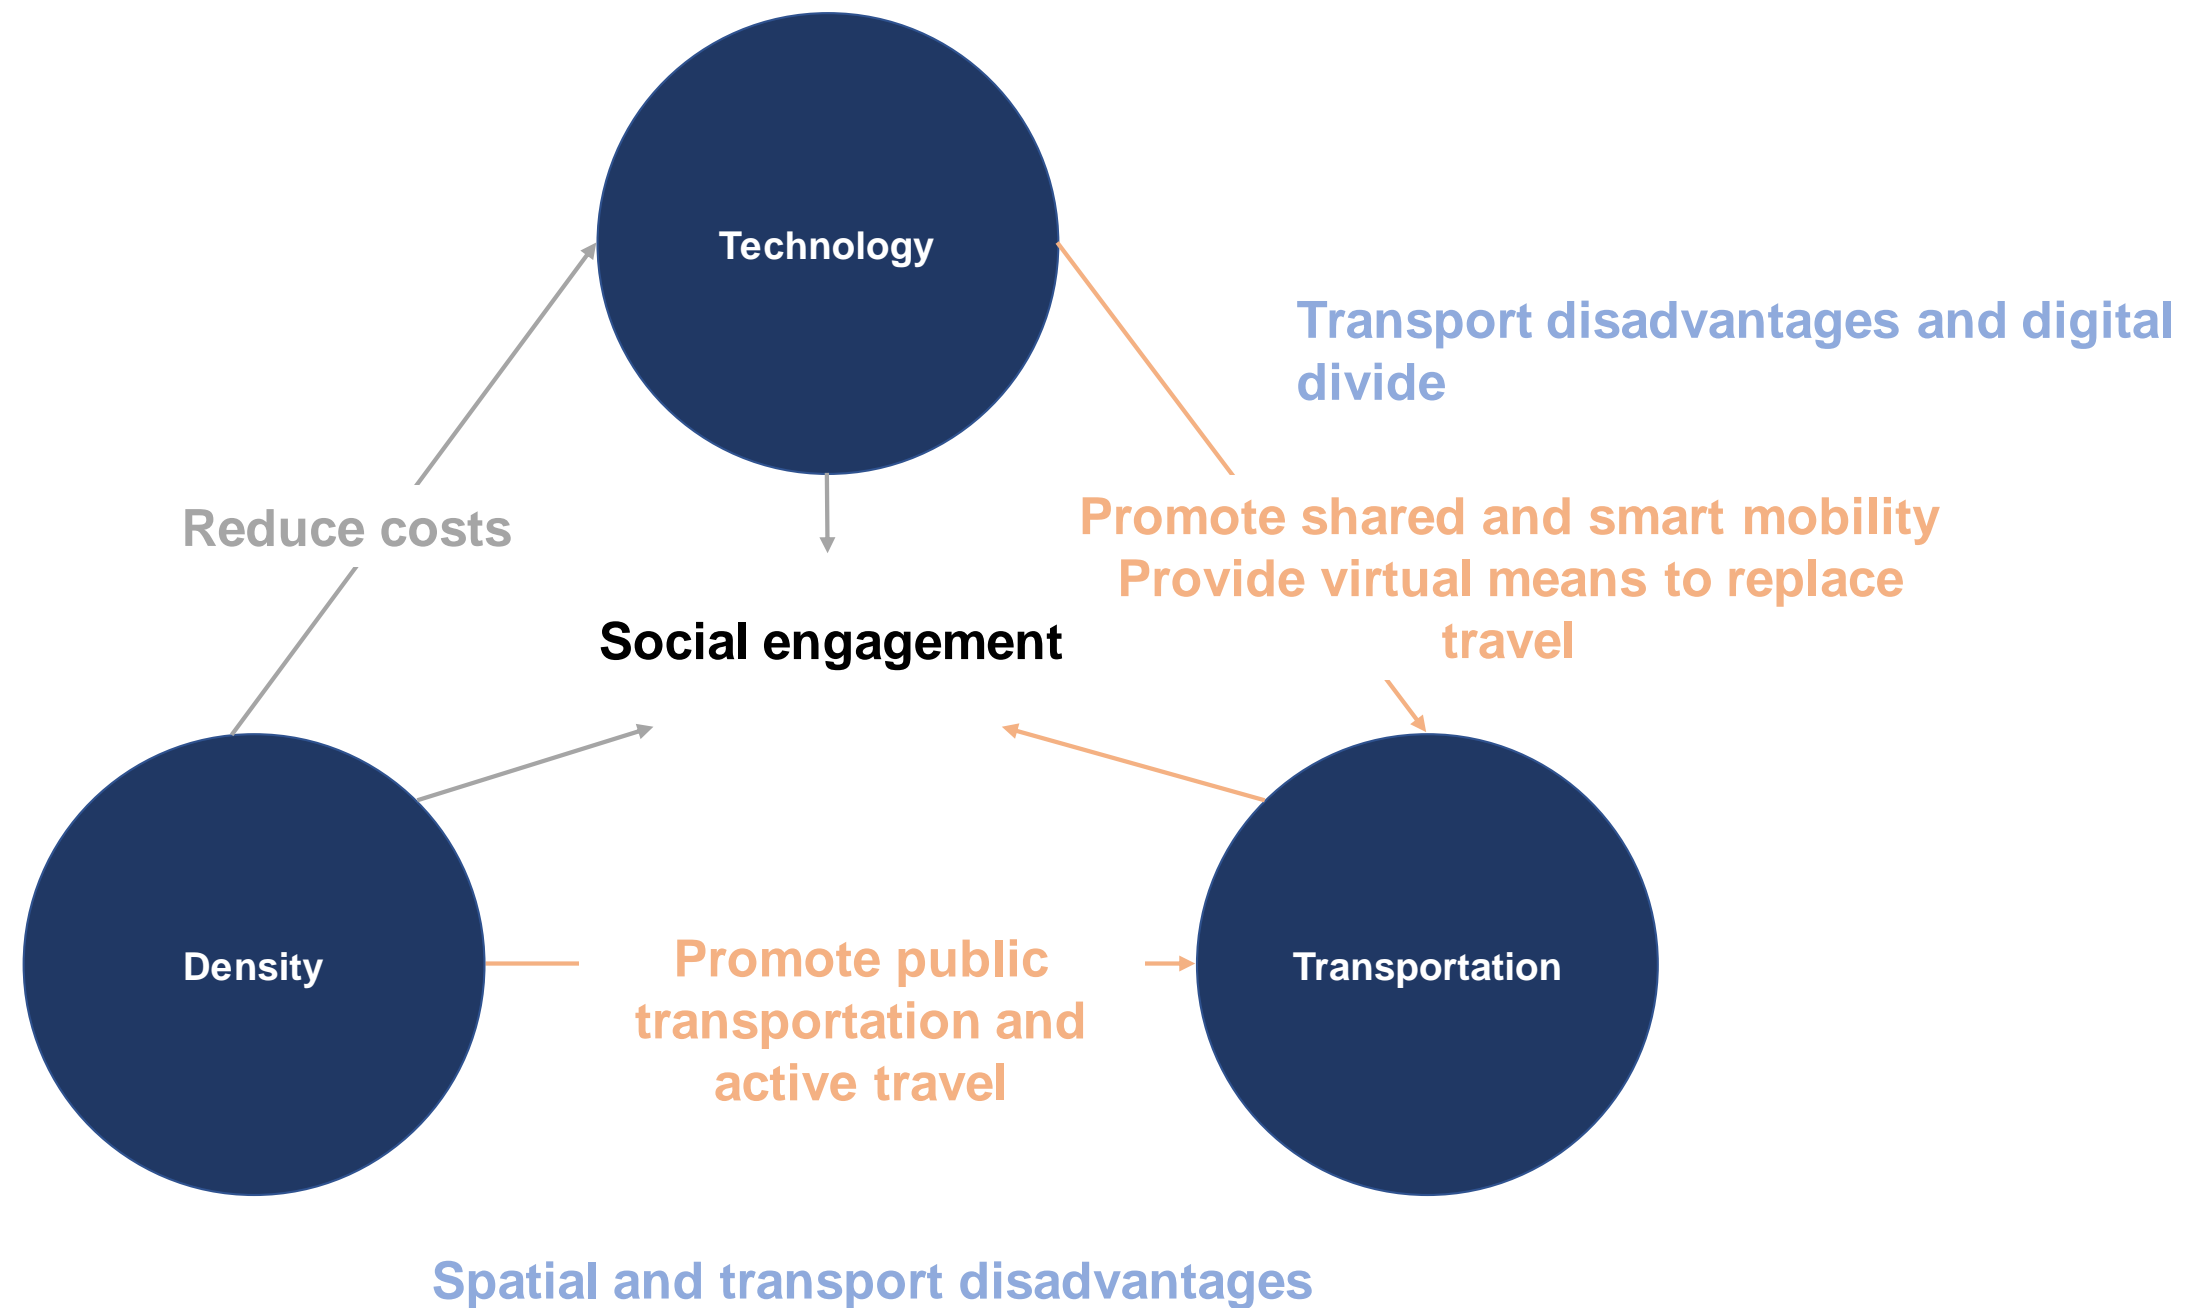 Technology
Transport disadvantages and digital
divide
Reduce costs
Promote shared and smart mobility
Provide virtual means to replace
travel
Social engagement
Density
Promote public
transportation and
active travel
Transportation
Spatial and transport disadvantages